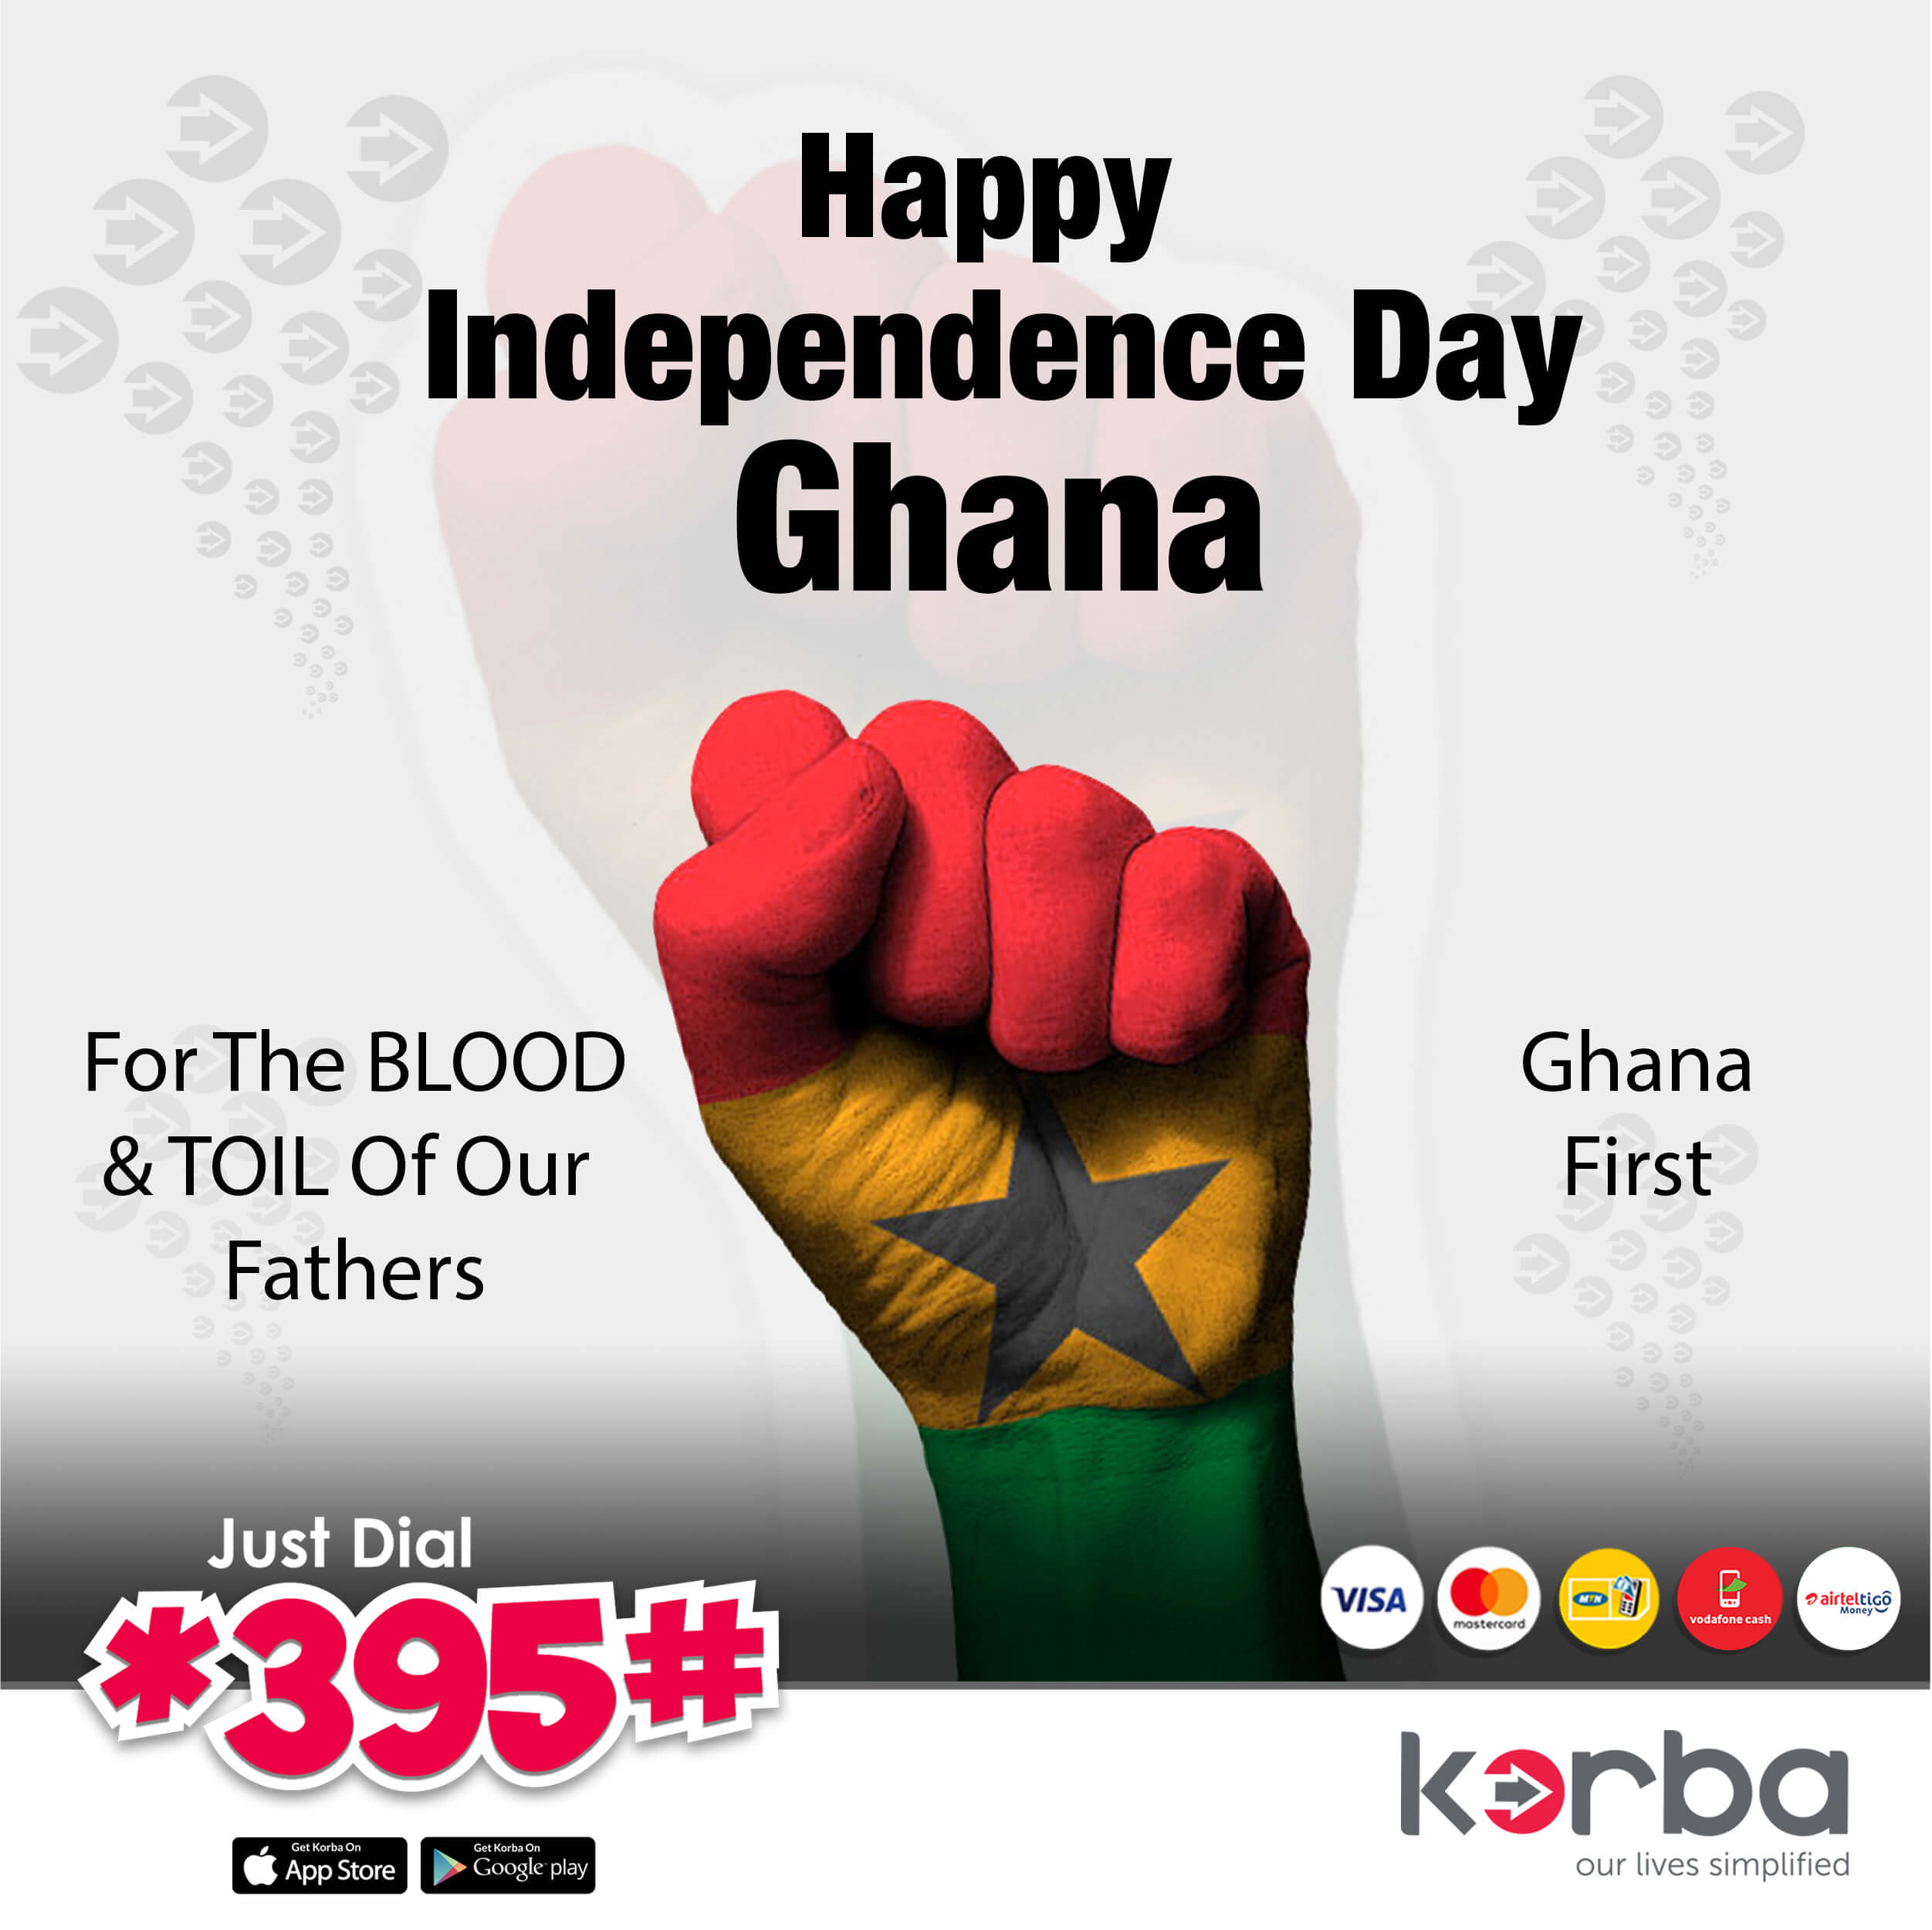 Happy
Independence Day
Ghana
For The BLOOD
& TOIL Of Our
Fathers
Ghana
First
Just Dial
*395#
VISA
mastercard
MTN
vodafone cash
airteltigo
Money
Get Korba On
App Store
Get Korba On
Google play
korba
our lives simplified